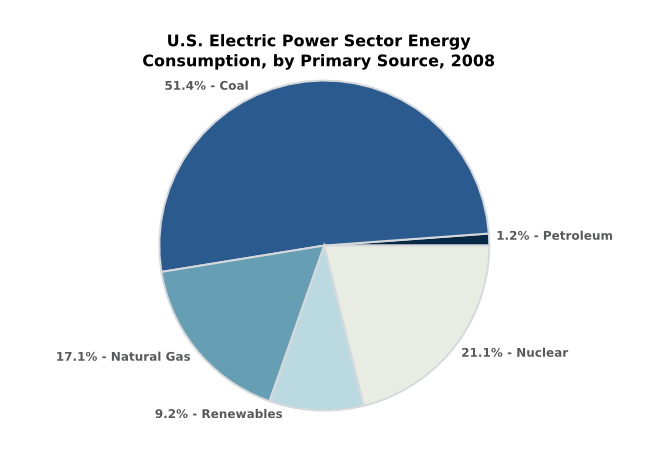 U.S. Electric Power Sector Energy
Consumption, by Primary Source, 2008
51.4% - Coal
1.2% - Petroleum
21.1% - Nuclear
17.1% - Natural Gas
9.2% - Renewables